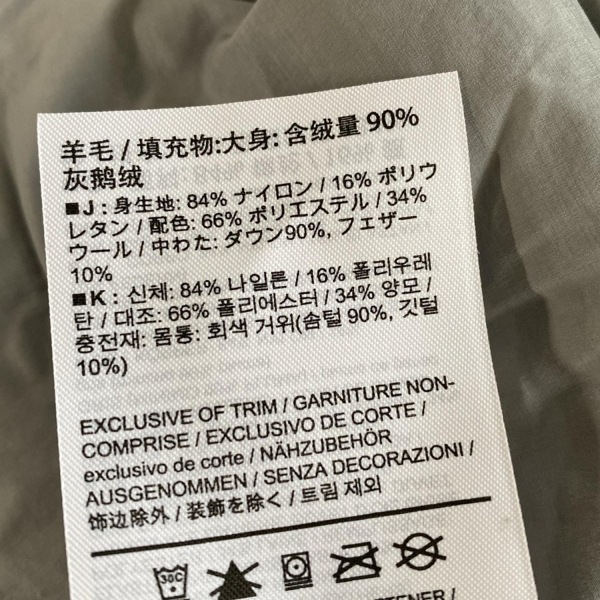 羊毛 / 填充物:大身: 含绒量 90%
灰鹅绒
■J : 身生地: 84% ナイロン / 16% ポリウ
レタン / 配色: 66% ポリエステル / 34%
ウール / 中わた: ダウン90%, フェザー
10%
■K : 신체: 84% 나일론 / 16% 폴리우레
탄 / 대조: 66% 폴리에스터 / 34% 양모 /
충전재: 몸통: 회색 거위(솜털 90%, 깃털
10%)
EXCLUSIVE OF TRIM / GARNITURE NON-
COMPRISE / EXCLUSIVO DE CORTE /
exclusivo de corte / NÄHZUBEHÖR
AUSGENOMMEN / SENZA DECORAZIONI /
饰边除外 / 装飾を除く / 트림 제외
30C